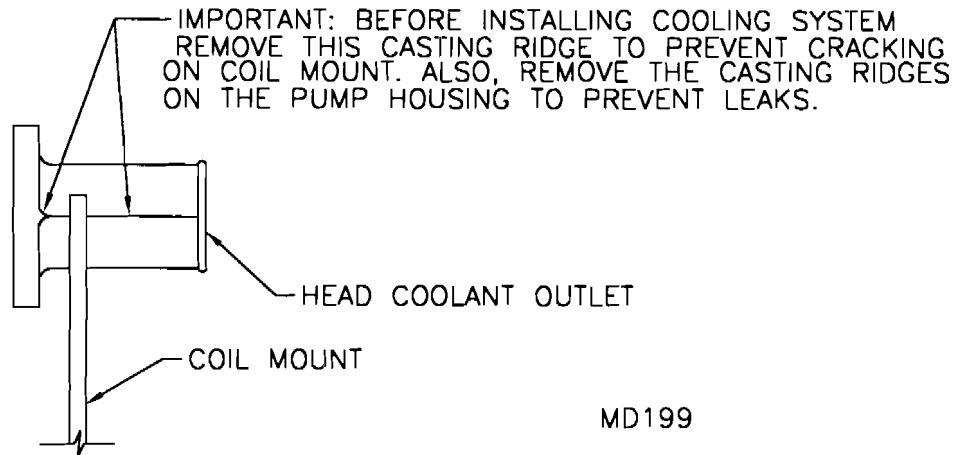 IMPORTANT: BEFORE INSTALLING COOLING SYSTEM
REMOVE THIS CASTING RIDGE TO PREVENT CRACKING
ON COIL MOUNT. ALSO, REMOVE THE CASTING RIDGES
ON THE PUMP HOUSING TO PREVENT LEAKS.
HEAD COOLANT OUTLET
COIL MOUNT
MD199